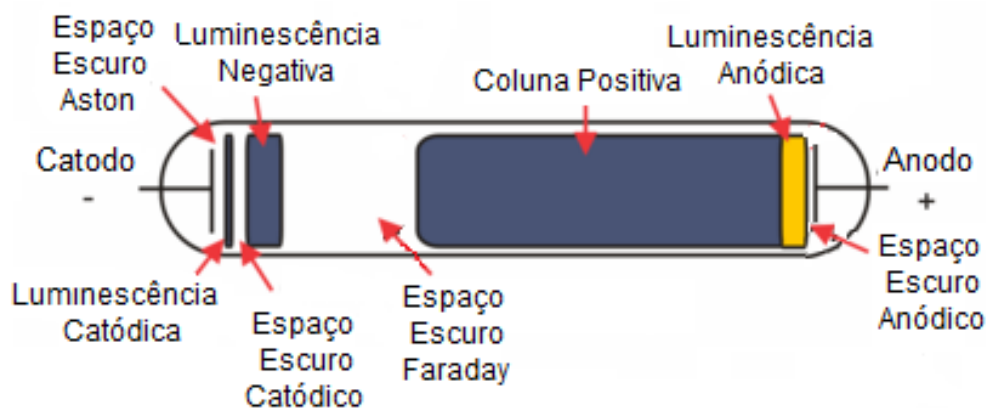 Espaço
Escuro
Aston
Luminescência
Negativa
Coluna Positiva
Luminescência
Anódica
Catodo
-
Anodo
+
Luminescência
Catódica
Espaço
Escuro
Catódico
Espaço
Escuro
Faraday
Espaço
Escuro
Anódico